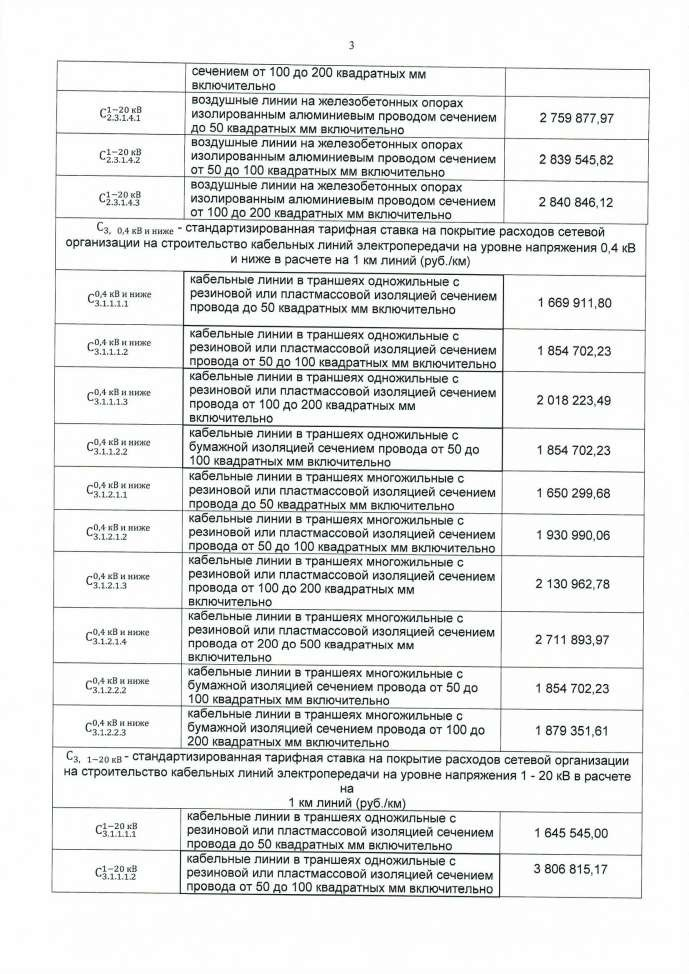 3
сечением от 100 до 200 квадратных мм
включительно
С 1−20 кВ 2.3.1.4.1
воздушные линии на железобетонных опорах
изолированным алюминиевым проводом сечением
до 50 квадратных мм включительно
2 759 877,97
С 1−20 кВ 2.3.1.4.2
воздушные линии на железобетонных опорах
изолированным алюминиевым проводом сечением
от 50 до 100 квадратных мм включительно
2 839 545,82
С 1−20 кВ 2.3.1.4.3
воздушные линии на железобетонных опорах
изолированным алюминиевым проводом сечением
от 100 до 200 квадратных мм включительно
2 840 846,12
С3, 0,4 кВ и ниже - стандартизированная тарифная ставка на покрытие расходов сетевой
организации на строительство кабельных линий электропередачи на уровне напряжения 0,4 кВ
и ниже в расчете на 1 км линий (руб./км)
С 0,4 кВ и ниже 3.1.1.1.1
кабельные линии в траншеях одножильные с
резиновой или пластмассовой изоляцией сечением
провода до 50 квадратных мм включительно
1 669 911,80
С 0,4 кВ и ниже 3.1.1.1.2
кабельные линии в траншеях одножильные с
резиновой или пластмассовой изоляцией сечением
провода от 50 до 100 квадратных мм включительно
1 854 702,23
С 0,4 кВ и ниже 3.1.1.1.3
кабельные линии в траншеях одножильные с
резиновой или пластмассовой изоляцией сечением
провода от 100 до 200 квадратных мм
включительно
2 018 223,49
С 0,4 кВ и ниже 3.1.1.2.2
кабельные линии в траншеях одножильные с
бумажной изоляцией сечением провода от 50 до
100 квадратных мм включительно
1 854 702,23
С 0,4 кВ и ниже 3.1.2.1.1
кабельные линии в траншеях многожильные с
резиновой или пластмассовой изоляцией сечением
провода до 50 квадратных мм включительно
1 650 299,68
С 0,4 кВ и ниже 3.1.2.1.2
кабельные линии в траншеях многожильные с
резиновой или пластмассовой изоляцией сечением
провода от 50 до 100 квадратных мм включительно
1 930 990,06
С 0,4 кВ и ниже 3.1.2.1.3
кабельные линии в траншеях многожильные с
резиновой или пластмассовой изоляцией сечением
провода от 100 до 200 квадратных мм
включительно
2 130 962,78
С 0,4 кВ и ниже 3.1.2.1.4
кабельные линии в траншеях многожильные с
резиновой или пластмассовой изоляцией сечением
провода от 200 до 500 квадратных мм
включительно
2 711 893,97
С 0,4 кВ и ниже 3.1.2.2.2
кабельные линии в траншеях многожильные с
бумажной изоляцией сечением провода от 50 до
100 квадратных мм включительно
1 854 702,23
С 0,4 кВ и ниже 3.1.2.2.3
кабельные линии в траншеях многожильные с
бумажной изоляцией сечением провода от 100 до
200 квадратных мм включительно
1 879 351,61
С3, 1−20 кВ - стандартизированная тарифная ставка на покрытие расходов сетевой организации
на строительство кабельных линий электропередачи на уровне напряжения 1 - 20 кВ в расчете
на
1 км линий (руб./км)
С 1−20 кВ 3.1.1.1.1
кабельные линии в траншеях одножильные с
резиновой или пластмассовой изоляцией сечением
провода до 50 квадратных мм включительно
1 645 545,00
С 1−20 кВ 3.1.1.1.2
кабельные линии в траншеях одножильные с
резиновой или пластмассовой изоляцией сечением
провода от 50 до 100 квадратных мм включительно
3 806 815,17